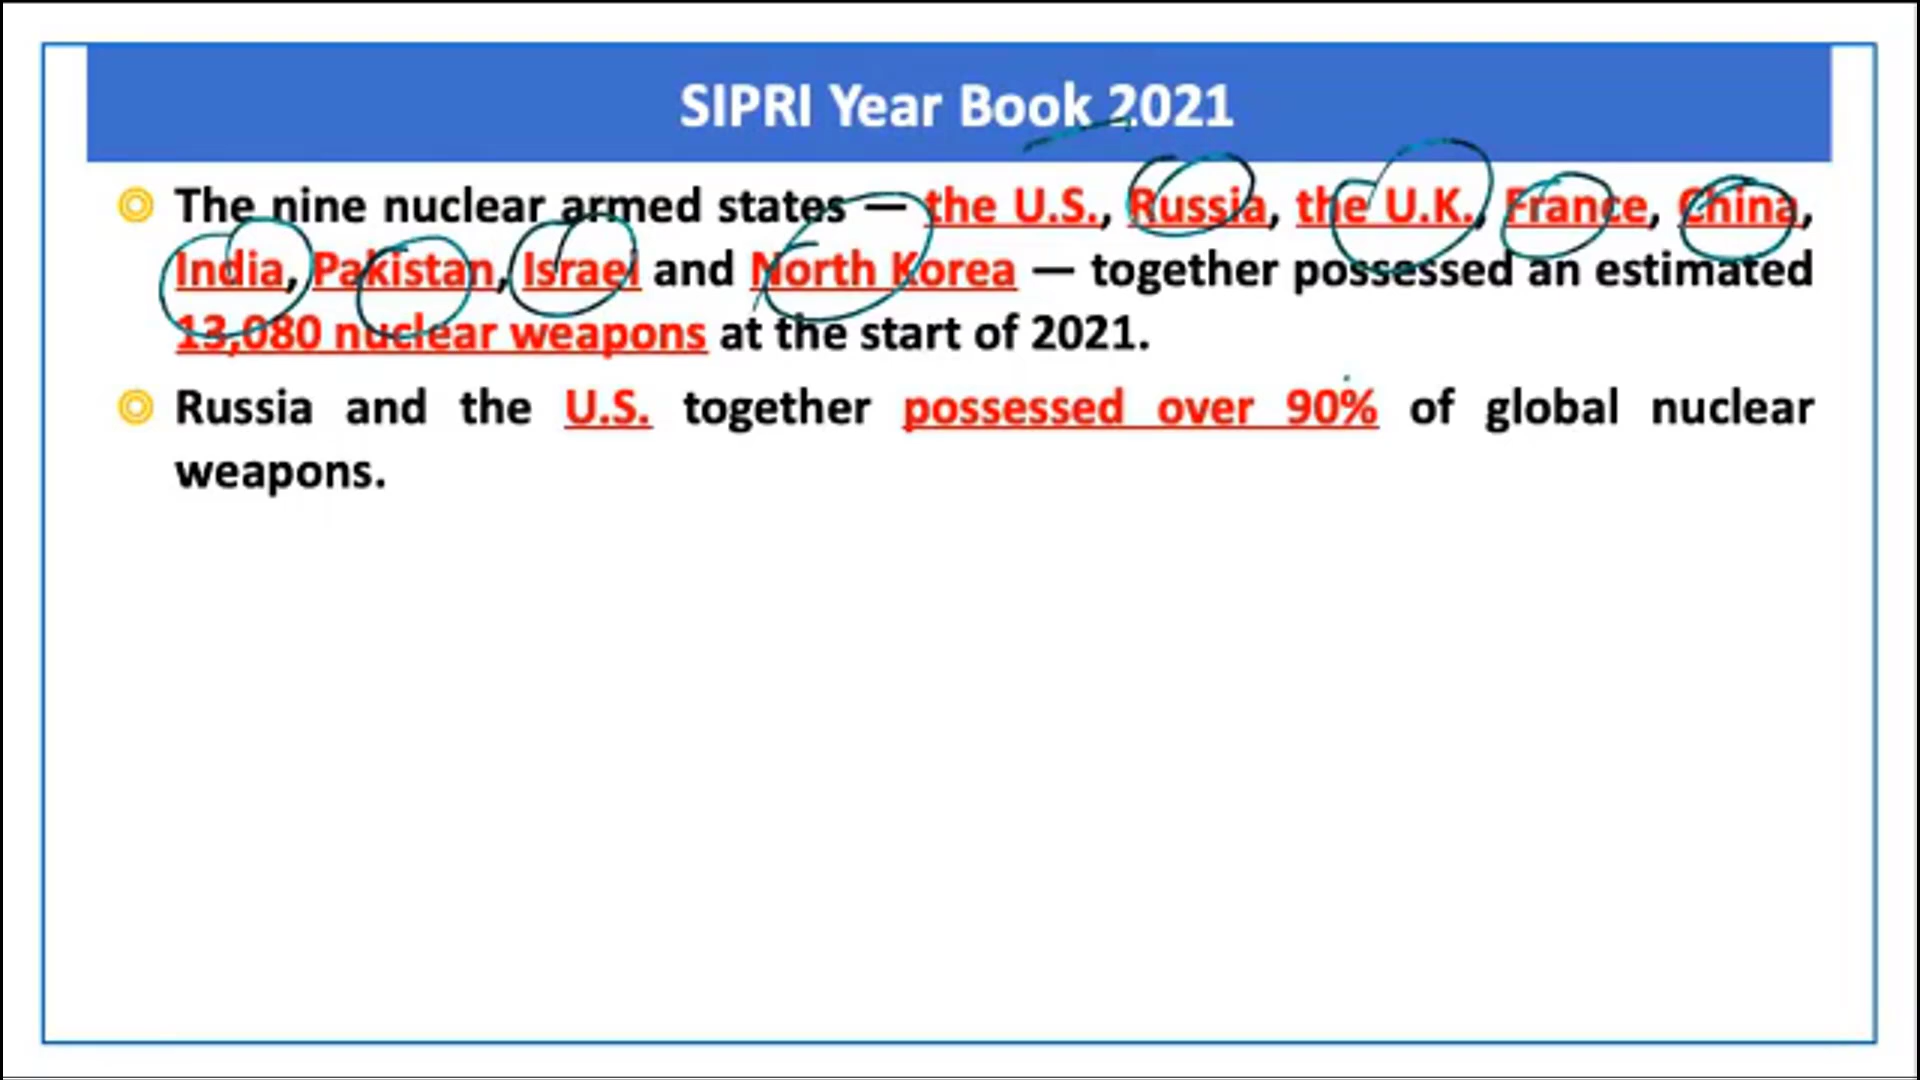 SIPRI Year Book 2021
The nine nuclear armed states — the U.S., Russia, the U.K., France, China,
India, Pakistan, Israel and North Korea — together possessed an estimated
13,080 nuclear weapons at the start of 2021.
Russia and the U.S. together possessed over 90% of global nuclear
weapons.